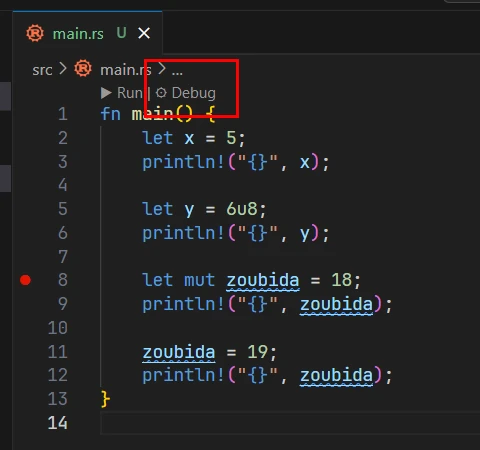 main.rs U ×
src > main.rs > ...
▶ Run | ⚙ Debug
1 fn main() {
2     let x = 5;
3     println!("{}", x);
4
5     let y = 6u8;
6     println!("{}", y);
7
8     let mut zoubida = 18;
9     println!("{}", zoubida);
10
11     zoubida = 19;
12     println!("{}", zoubida);
13 }
14